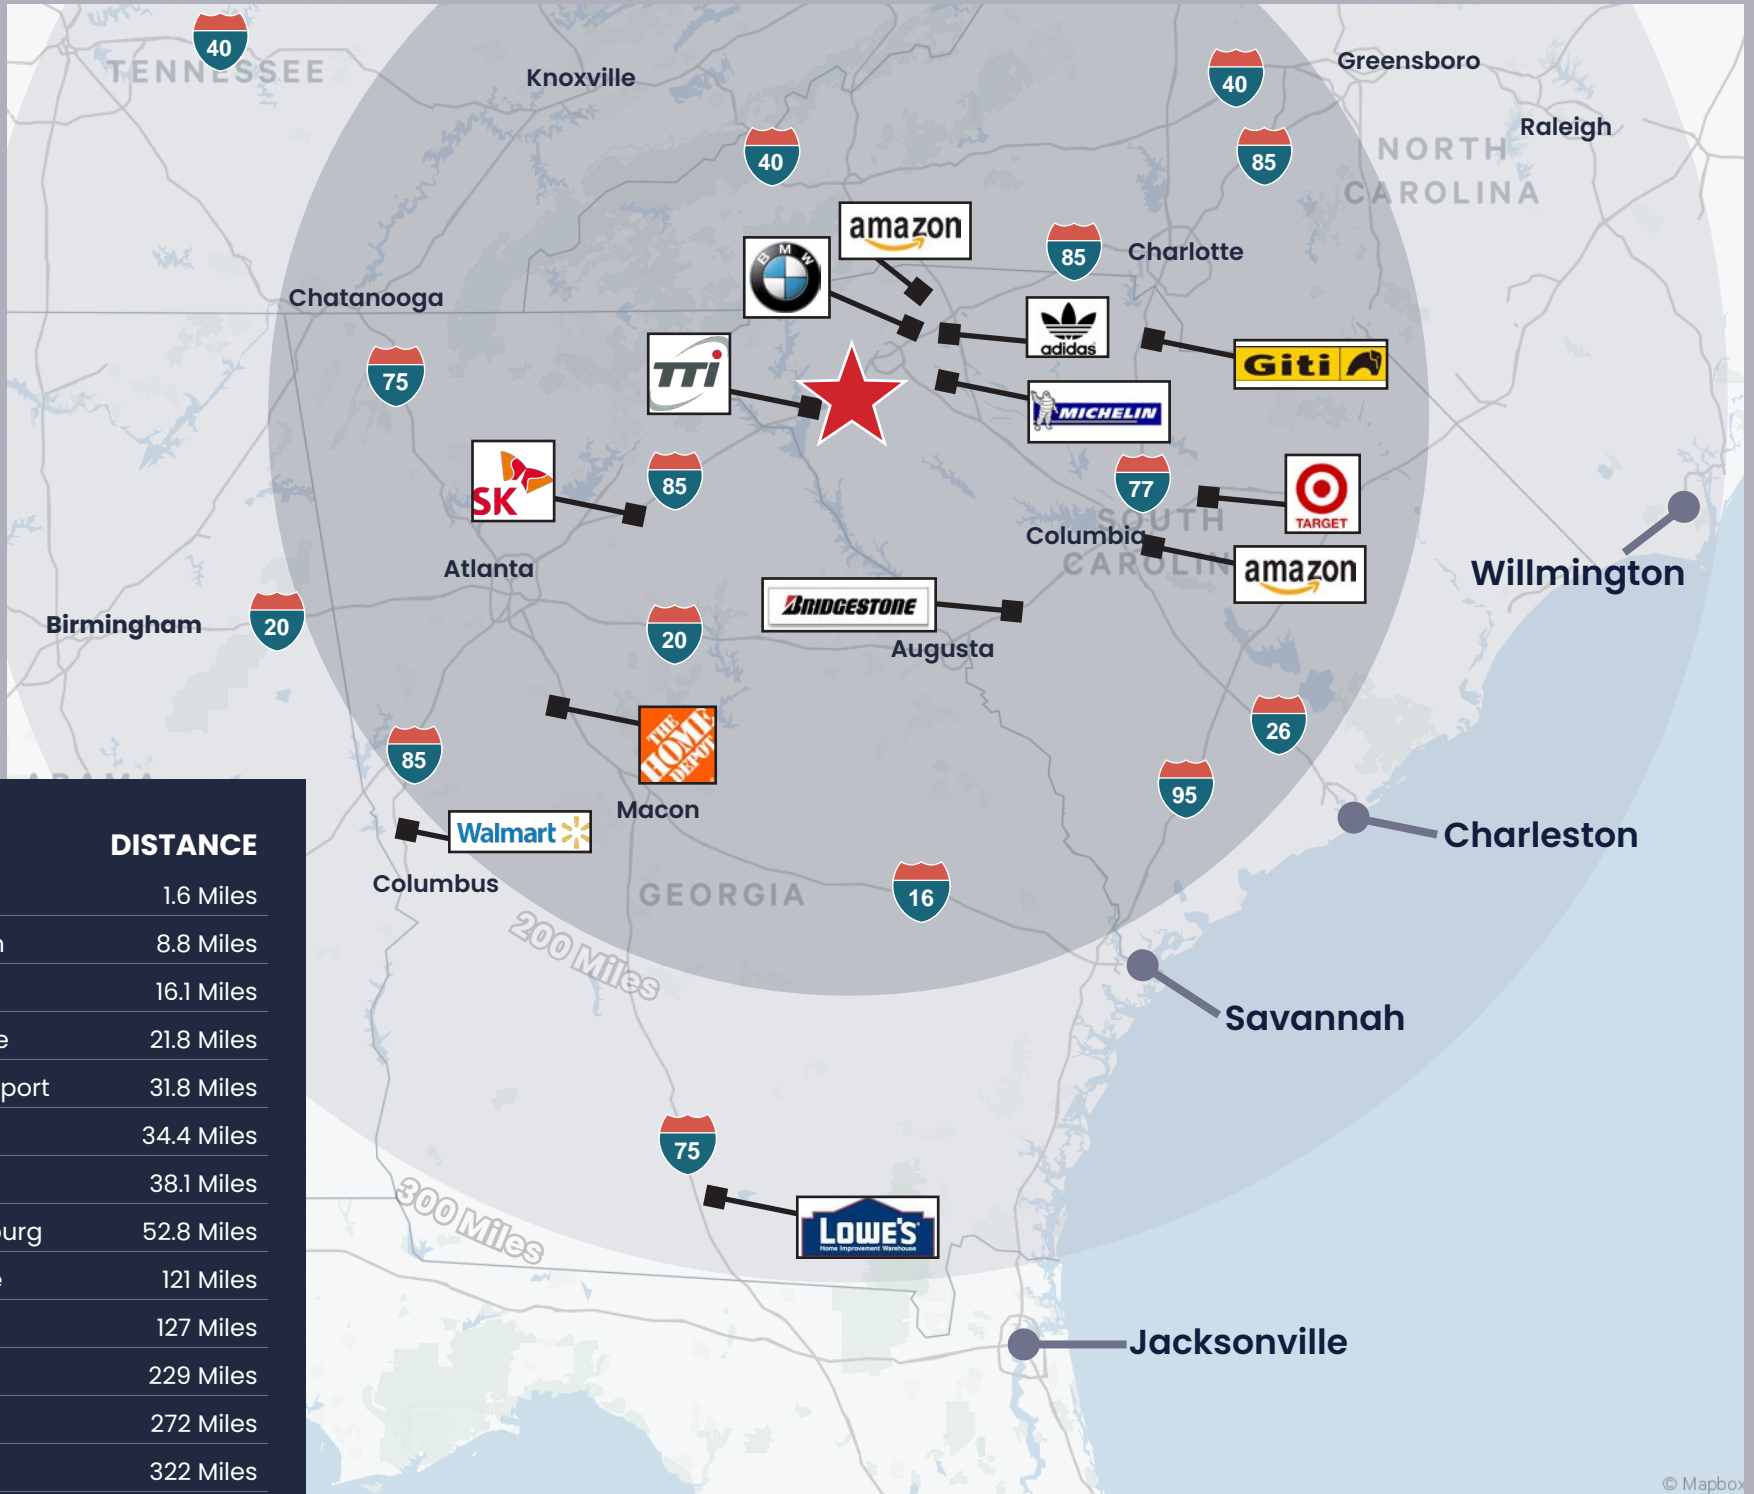 40
TENNESSEE
Knoxville
40
Greensboro
40
85
Raleigh
NORTH
CAROLINA
amazon
BMW
85
Charlotte
Chatanooga
adidas
75
TTi
Giti
MICHELIN
SK
85
77
TARGET
SOUTH
Columbia
CAROLIN
amazon
Willmington
Atlanta
BRIDGESTONE
Augusta
Birmingham
20
20
THE
HOME
DEPOT
85
26
95
Macon
Walmart
Columbus
Charleston
GEORGIA
16
200 Miles
Savannah
75
300 Miles
LOWE'S
Home Improvement Warehouse
Jacksonville
DISTANCE
1.6 Miles
8.8 Miles
16.1 Miles
21.8 Miles
port 31.8 Miles
34.4 Miles
38.1 Miles
urg 52.8 Miles
121 Miles
127 Miles
229 Miles
272 Miles
322 Miles
© Mapbox